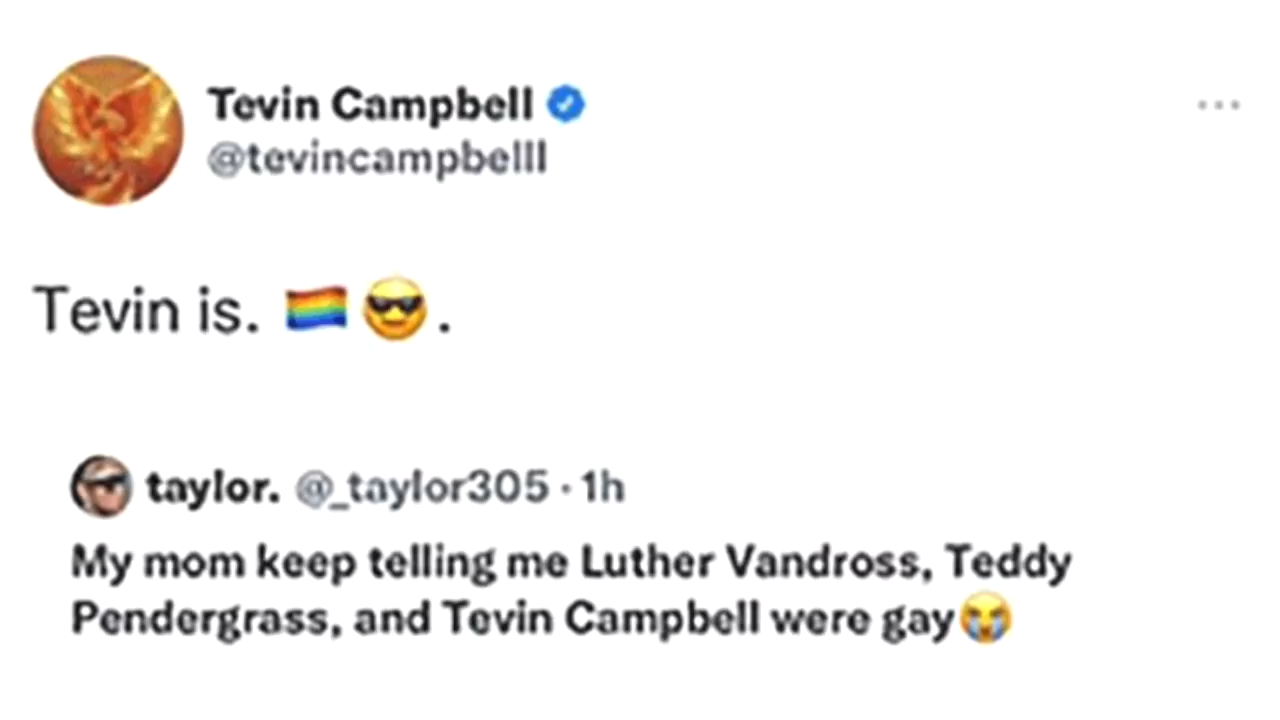 Tevin Campbell
@tevincampbelll
Tevin is. 🏳️‍🌈😎.
taylor. @_taylor305 · 1h
My mom keep telling me Luther Vandross, Teddy
Pendergrass, and Tevin Campbell were gay😭